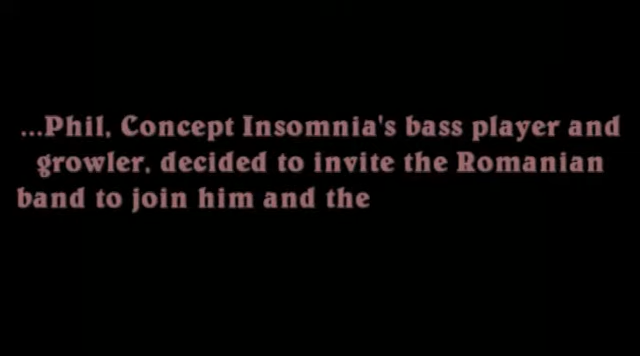 ...Phil, Concept Insomnia's bass player and
growler, decided to invite the Romanian
band to join him and the